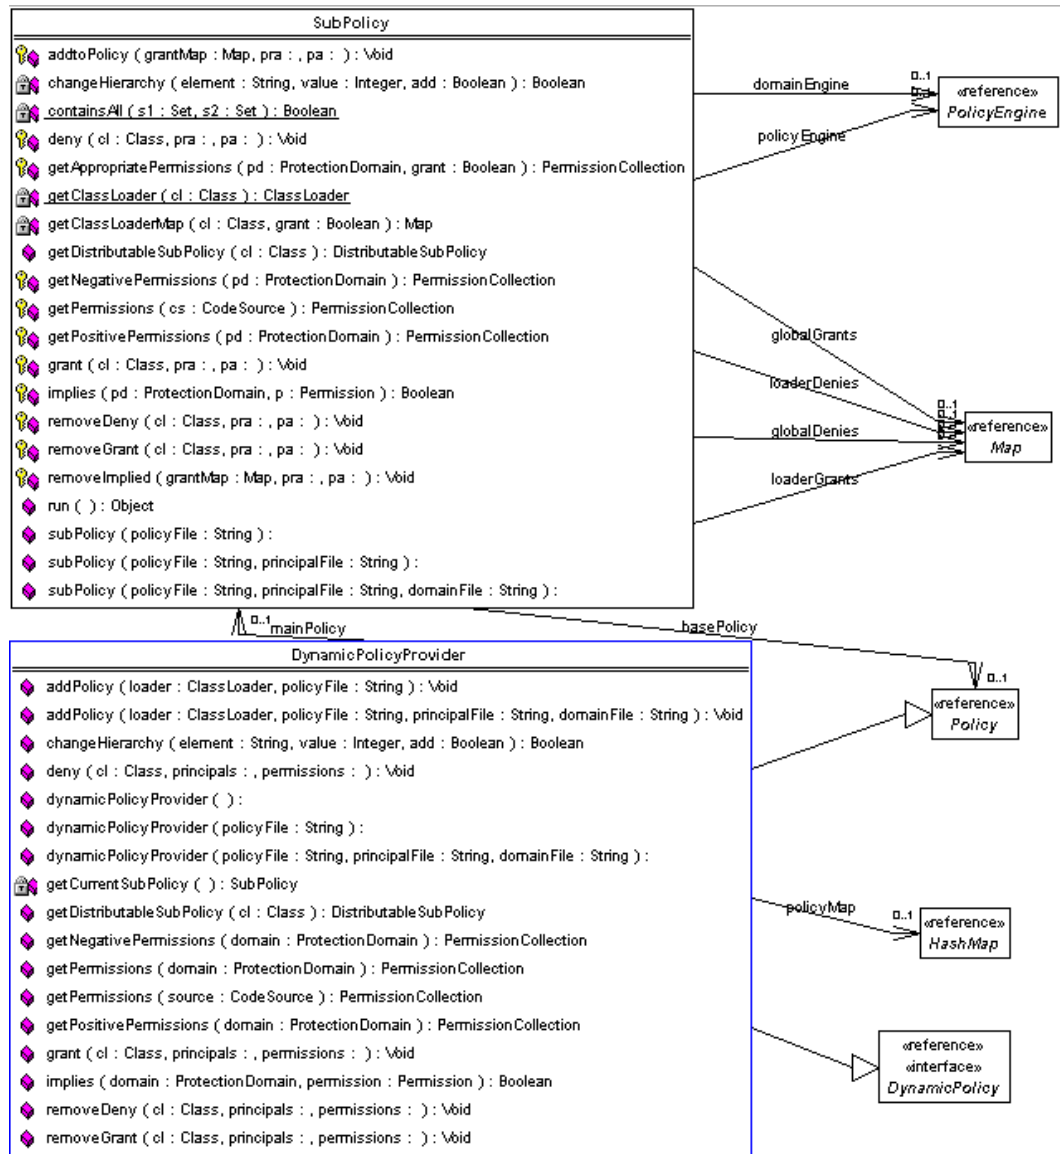 SubPolicy
addtoPolicy ( grantMap : Map, pra : , pa : ) : Void
changeHierarchy ( element : String, value : Integer, add : Boolean ) : Boolean
containsAll ( s1 : Set, s2 : Set ) : Boolean
deny ( cl : Class, pra : , pa : ) : Void
getAppropriatePermissions ( pd : ProtectionDomain, grant : Boolean ) : PermissionCollection
getClassLoader ( cl : Class ) : ClassLoader
getClassLoaderMap ( cl : Class, grant : Boolean ) : Map
getDistributableSubPolicy ( cl : Class ) : DistributableSubPolicy
getNegativePermissions ( pd : ProtectionDomain ) : PermissionCollection
getPermissions ( cs : CodeSource ) : PermissionCollection
getPositivePermissions ( pd : ProtectionDomain ) : PermissionCollection
grant ( cl : Class, pra : , pa : ) : Void
implies ( pd : ProtectionDomain, p : Permission ) : Boolean
removeDeny ( cl : Class, pra : , pa : ) : Void
removeGrant ( cl : Class, pra : , pa : ) : Void
removeImplied ( grantMap : Map, pra : , pa : ) : Void
run ( ) : Object
subPolicy ( policyFile : String ) :
subPolicy ( policyFile : String, principalFile : String ) :
subPolicy ( policyFile : String, principalFile : String, domainFile : String ) :
domainEngine
0..1
0..1
policyEngine
«reference»
PolicyEngine
globalGrants
loaderDenies
globalDenies
loaderGrants
0..1
0..1
0..1
0..1
«reference»
Map
0..1
mainPolicy
basePolicy
0..1
«reference»
Policy
DynamicPolicyProvider
addPolicy ( loader : ClassLoader, policyFile : String ) : Void
addPolicy ( loader : ClassLoader, policyFile : String, principalFile : String, domainFile : String ) : Void
changeHierarchy ( element : String, value : Integer, add : Boolean ) : Boolean
deny ( cl : Class, principals : , permissions : ) : Void
dynamicPolicyProvider ( ) :
dynamicPolicyProvider ( policyFile : String ) :
dynamicPolicyProvider ( policyFile : String, principalFile : String, domainFile : String ) :
getCurrentSubPolicy ( ) : SubPolicy
getDistributableSubPolicy ( cl : Class ) : DistributableSubPolicy
getNegativePermissions ( domain : ProtectionDomain ) : PermissionCollection
getPermissions ( domain : ProtectionDomain ) : PermissionCollection
getPermissions ( source : CodeSource ) : PermissionCollection
getPositivePermissions ( domain : ProtectionDomain ) : PermissionCollection
grant ( cl : Class, principals : , permissions : ) : Void
implies ( domain : ProtectionDomain, permission : Permission ) : Boolean
removeDeny ( cl : Class, principals : , permissions : ) : Void
removeGrant ( cl : Class, principals : , permissions : ) : Void
policyMap
0..1
«reference»
HashMap
«reference»
«interface»
DynamicPolicy